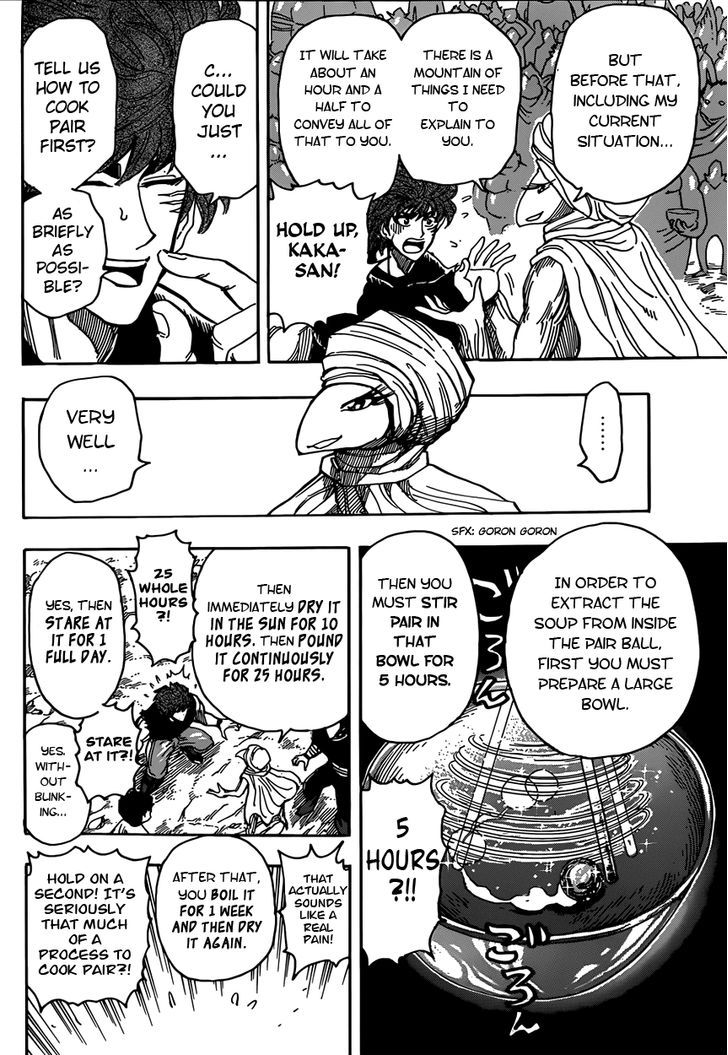 BUT
BEFORE THAT,
INCLUDING MY
CURRENT
SITUATION...
THERE IS A
MOUNTAIN OF
THINGS I NEED
TO
EXPLAIN TO
YOU.
IT WILL TAKE
ABOUT AN
HOUR AND A
HALF TO
CONVEY ALL OF
THAT TO YOU.
HOLD UP,
KAKA-
SAN!
C...
COULD
YOU
JUST
...
TELL US
HOW TO
COOK
PAIR
FIRST?
AS
BRIEFLY
AS
POSSI-
BLE?
......
VERY
WELL
...
SFX: GORON GORON
IN ORDER TO
EXTRACT THE
SOUP FROM INSIDE
THE PAIR BALL,
FIRST YOU MUST
PREPARE A LARGE
BOWL.
THEN YOU
MUST STIR
PAIR IN
THAT
BOWL FOR
5 HOURS.
ごろん
5
HOURS
?!!
ごろん
THEN
IMMEDIATELY DRY IT
IN THE SUN FOR 10
HOURS. THEN POUND
IT CONTINUOUSLY
FOR 25 HOURS.
25
WHOLE
HOURS
?!
YES, THEN
STARE AT
IT FOR 1
FULL DAY.
STARE
AT IT?!
YES.
WITH-
OUT
BLINK-
ING...
THAT
ACTUALLY
SOUNDS
LIKE A
REAL
PAIN!
AFTER THAT,
YOU BOIL IT
FOR 1 WEEK
AND THEN DRY
IT AGAIN.
HOLD ON A
SECOND! IT'S
SERIOUSLY
THAT MUCH
OF A
PROCESS TO
COOK PAIR?!